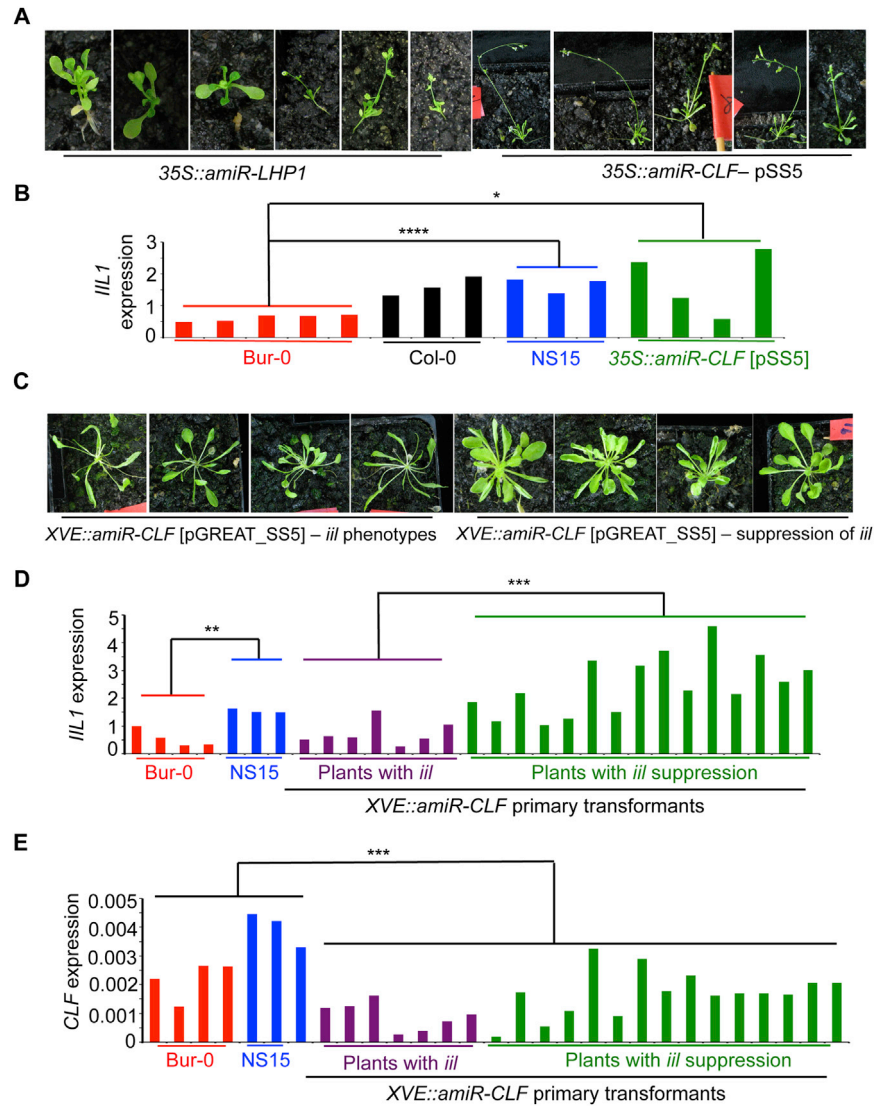 A
35S::amiR-LHP1
35S::amiR-CLF– pSS5
B
*
****
IIL1
expression
3
2
1
0
Bur-0
Col-0
NS15
35S::amiR-CLF [pSS5]
C
XVE::amiR-CLF [pGREAT_SS5] – iil phenotypes
XVE::amiR-CLF [pGREAT_SS5] – suppression of iil
D
***
**
IIL1 expression
5
4
3
2
1
0
Bur-0
NS15
Plants with iil
Plants with iil suppression
XVE::amiR-CLF primary transformants
E
***
CLF expression
0.005
0.004
0.003
0.002
0.001
0
Bur-0
NS15
Plants with iil
Plants with iil suppression
XVE::amiR-CLF primary transformants